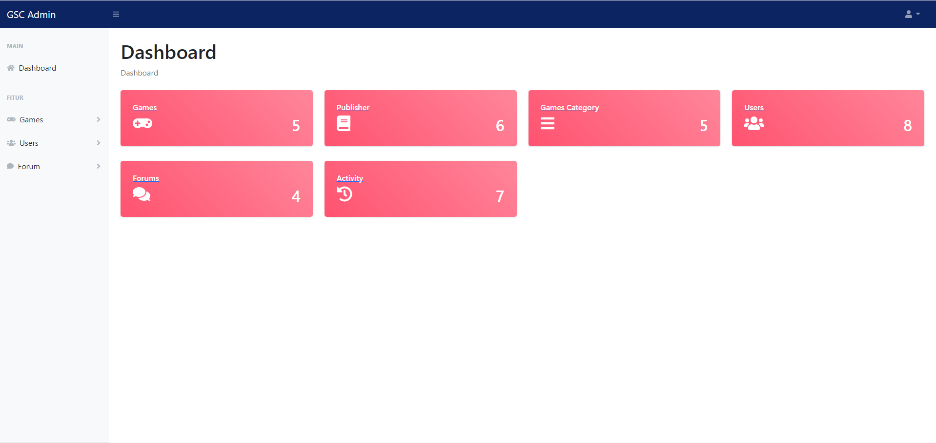 GSC Admin
MAIN
Dashboard
FITUR
Games
Users
Forum
Dashboard
Dashboard
Games
5
Publisher
6
Games Category
5
Users
8
Forums
4
Activity
7